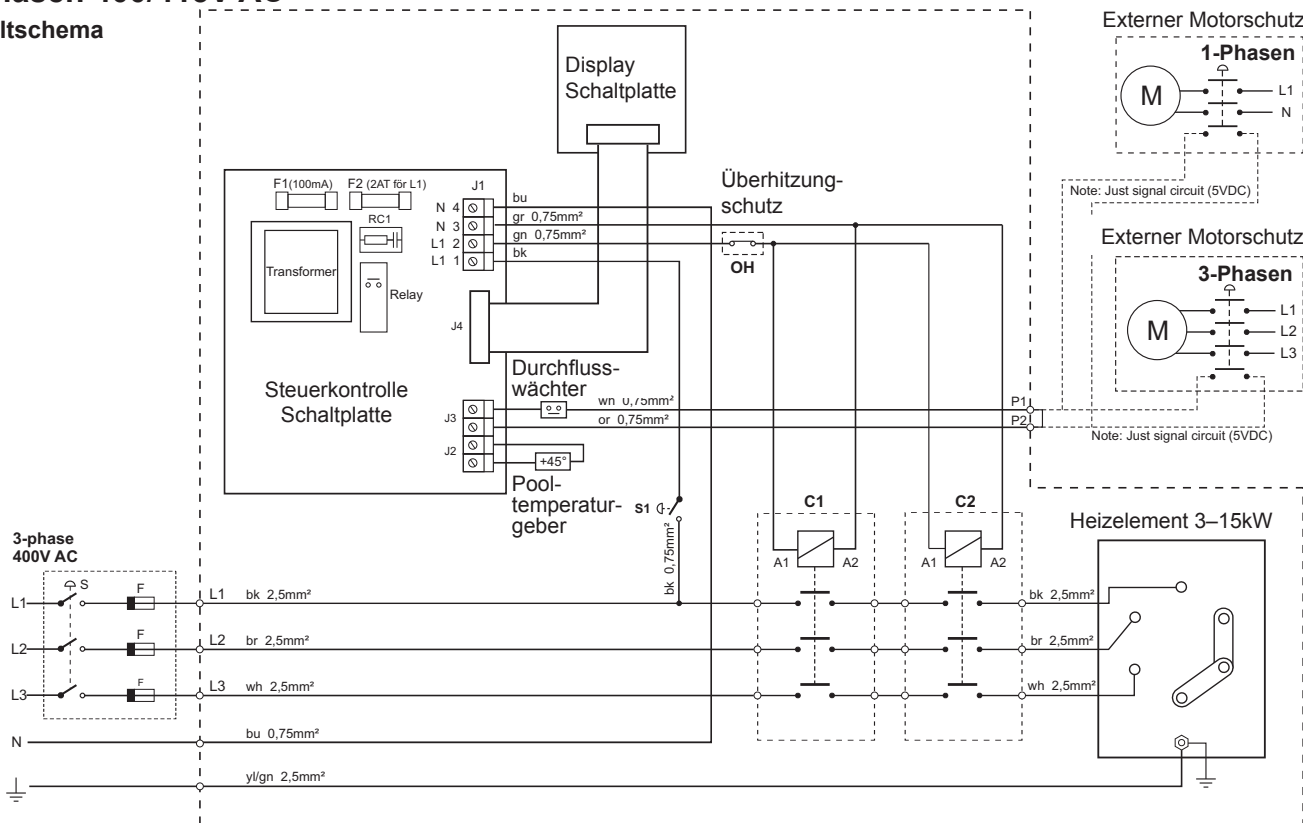 ltschema
Externer Motorschutz
1-Phasen
M
L1
N
Note: Just signal circuit (5VDC)
Externer Motorschutz
3-Phasen
M
L1
L2
L3
Note: Just signal circuit (5VDC)
Display
Schaltplatte
F1(100mA) F2 (2AT för L1)
J1
RC1
Transformer
Relay
N 4
N 3
L1 2
L1 1
bu
gr 0,75mm²
gn 0,75mm²
bk
Überhitzung-
schutz
OH
J4
Steuerkontrolle
Schaltplatte
Durchfluss-
wächter
J3
wn 0,75mm²
or 0,75mm²
P1
P2
J2
+45°
Pool-
temperatur-
geber
S1
bk 0,75mm²
C1
A1 A2
C2
A1 A2
Heizelement 3–15kW
3-phase
400V AC
S
F
L1
L1 bk 2,5mm²
bk 2,5mm²
F
L2
L2 br 2,5mm²
br 2,5mm²
F
L3
L3 wh 2,5mm²
wh 2,5mm²
N
bu 0,75mm²
yl/gn 2,5mm²